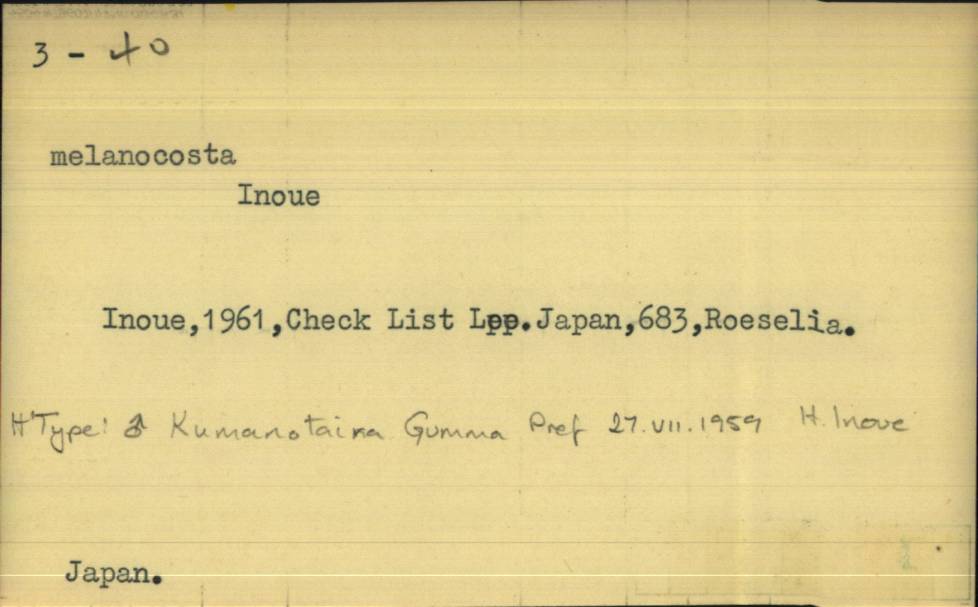 3 - 40
melanocosta
Inoue
Inoue,1961,Check List Lpp.Japan,683,Roeselia.
H'Type: ♂ Kumanotaira Gumma Pref 27.VII.1959 H. Inoue
Japan.